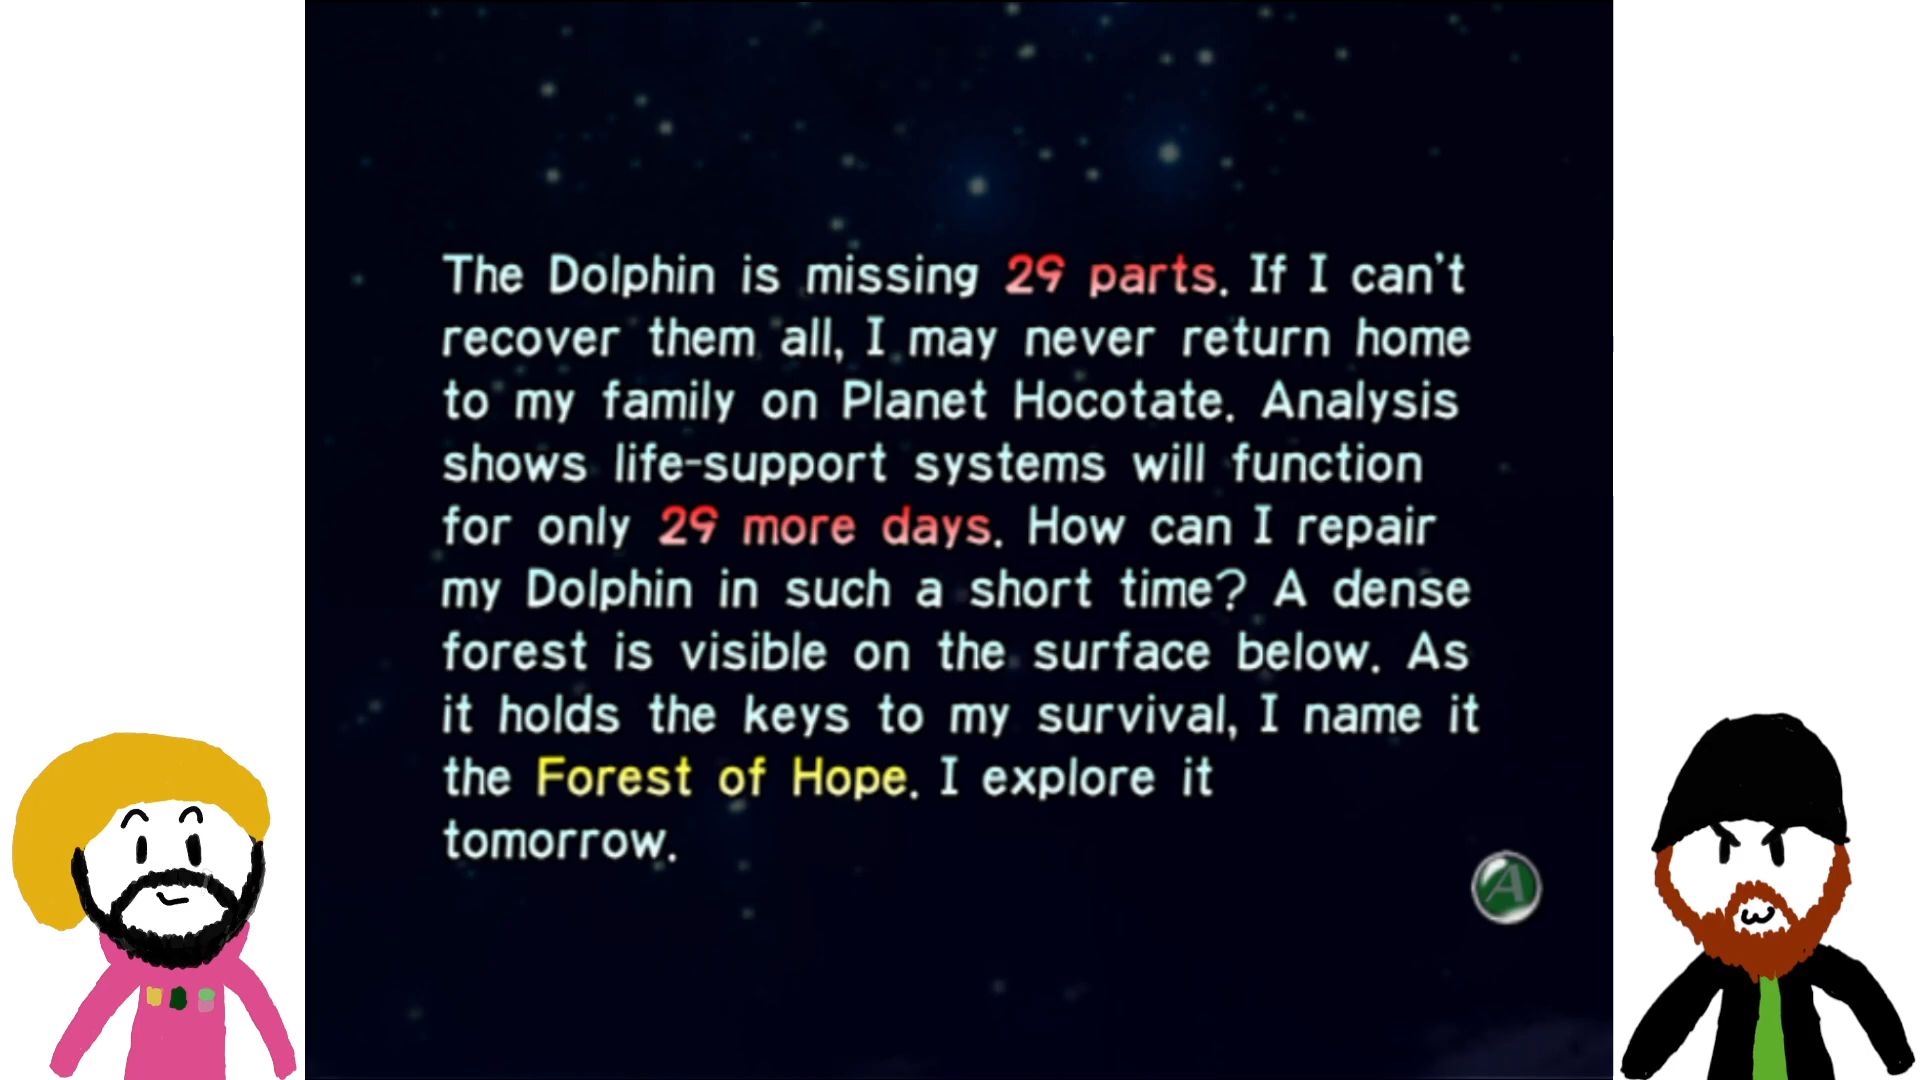 The Dolphin is missing 29 parts. If I can't
recover them all, I may never return home
to my family on Planet Hocotate. Analysis
shows life-support systems will function
for only 29 more days. How can I repair
my Dolphin in such a short time? A dense
forest is visible on the surface below. As
it holds the keys to my survival, I name it
the Forest of Hope. I explore it
tomorrow.
A